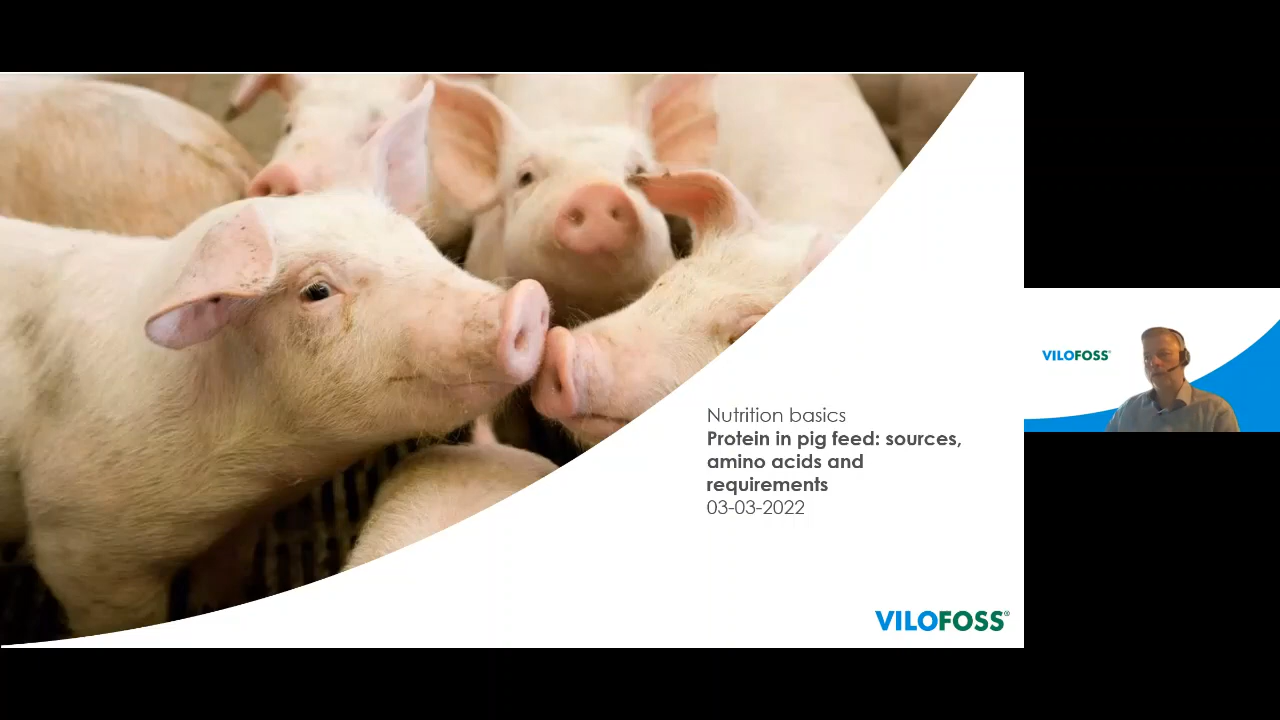 Nutrition basics
Protein in pig feed: sources,
amino acids and
requirements
03-03-2022
VILOFOSS®
VILOFOSS®